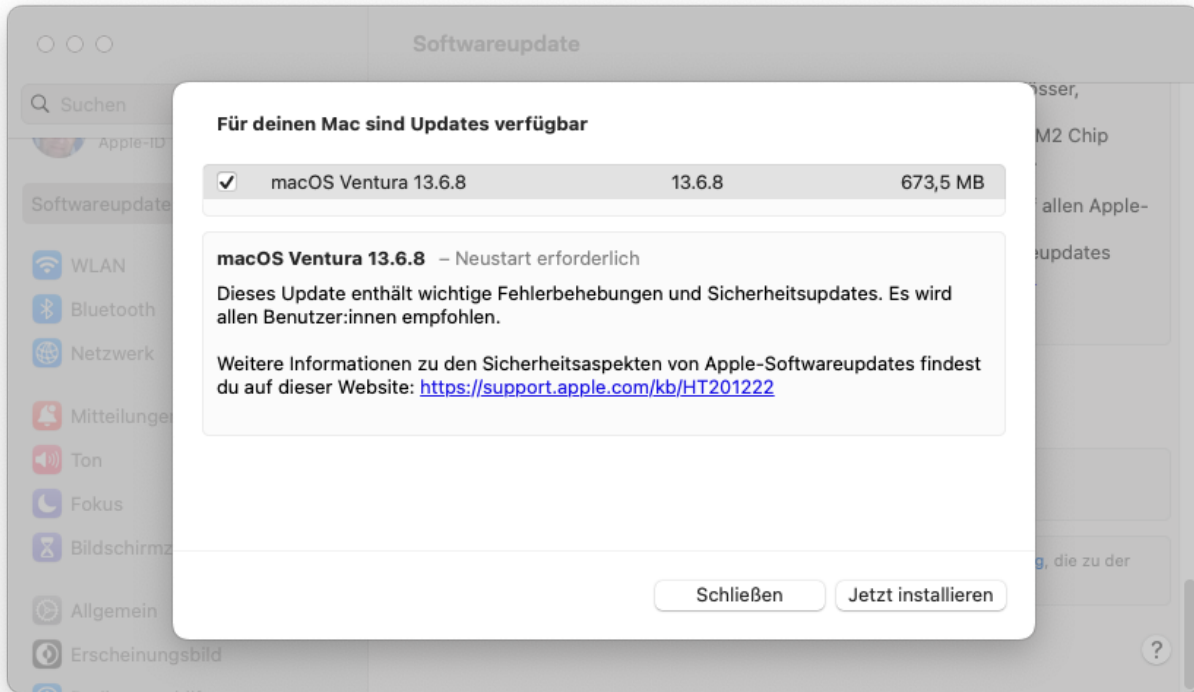 Softwareupdate
Suchen
Apple-ID
Softwareupdate
WLAN
Bluetooth
Netzwerk
Mitteilungen
Ton
Fokus
Allgemein
Erscheinungsbild
Für deinen Mac sind Updates verfügbar
macOS Ventura 13.6.8 13.6.8 673,5 MB
macOS Ventura 13.6.8 – Neustart erforderlich
Dieses Update enthält wichtige Fehlerbehebungen und Sicherheitsupdates. Es wird
allen Benutzer:innen empfohlen.
Weitere Informationen zu den Sicherheitsaspekten von Apple-Softwareupdates findest
du auf dieser Website: https://support.apple.com/kb/HT201222
Schließen Jetzt installieren
M2 Chip
allen Apple-
die zu der
?